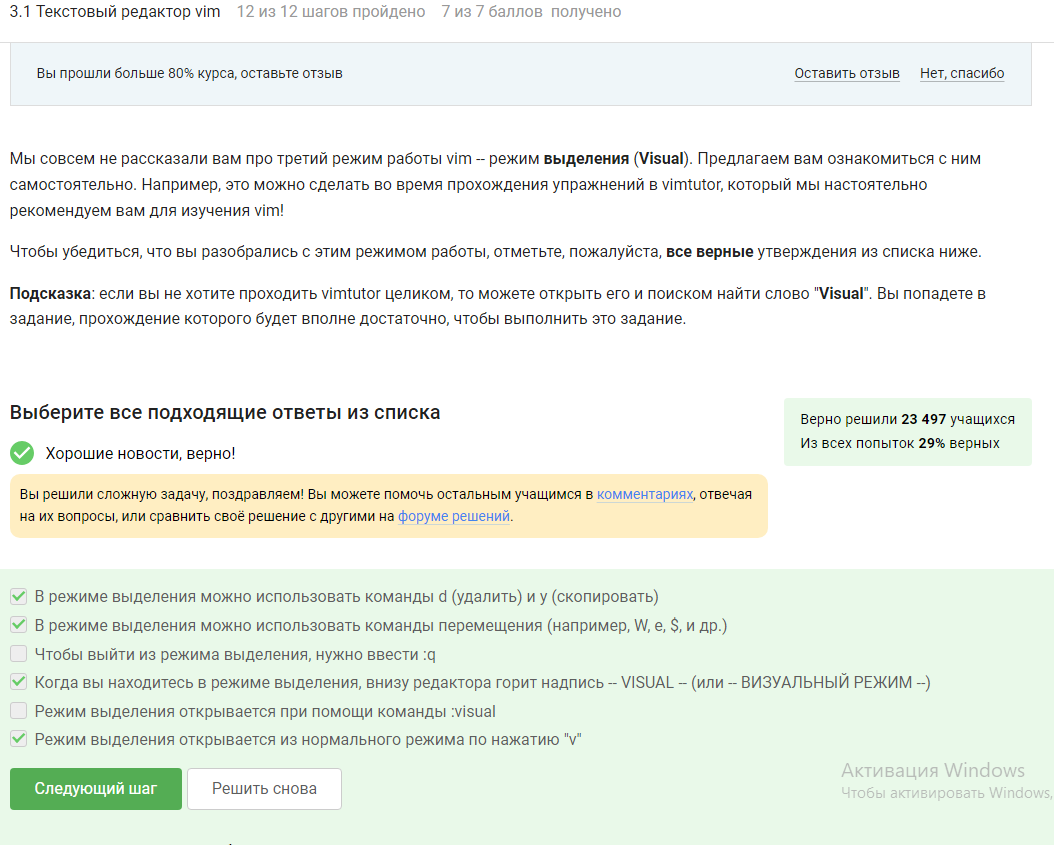 3.1 Текстовый редактор vim 12 из 12 шагов пройдено 7 из 7 баллов получено
Вы прошли больше 80% курса, оставьте отзыв Оставить отзыв Нет, спасибо
Мы совсем не рассказали вам про третий режим работы vim -- режим выделения (Visual). Предлагаем вам ознакомиться с ним
самостоятельно. Например, это можно сделать во время прохождения упражнений в vimtutor, который мы настоятельно
рекомендуем вам для изучения vim!
Чтобы убедиться, что вы разобрались с этим режимом работы, отметьте, пожалуйста, все верные утверждения из списка ниже.
Подсказка: если вы не хотите проходить vimtutor целиком, то можете открыть его и поиском найти слово "Visual". Вы попадете в
задание, прохождение которого будет вполне достаточно, чтобы выполнить это задание.
Выберите все подходящие ответы из списка
Верно решили 23 497 учащихся
Из всех попыток 29% верных
Хорошие новости, верно!
Вы решили сложную задачу, поздравляем! Вы можете помочь остальным учащимся в комментариях, отвечая
на их вопросы, или сравнить своё решение с другими на форуме решений.
В режиме выделения можно использовать команды d (удалить) и y (скопировать)
В режиме выделения можно использовать команды перемещения (например, W, e, $, и др.)
Чтобы выйти из режима выделения, нужно ввести :q
Когда вы находитесь в режиме выделения, внизу редактора горит надпись -- VISUAL -- (или -- ВИЗУАЛЬНЫЙ РЕЖИМ --)
Режим выделения открывается при помощи команды :visual
Режим выделения открывается из нормального режима по нажатию "v"
Следующий шаг Решить снова
Активация Windows
Чтобы активировать Windows,